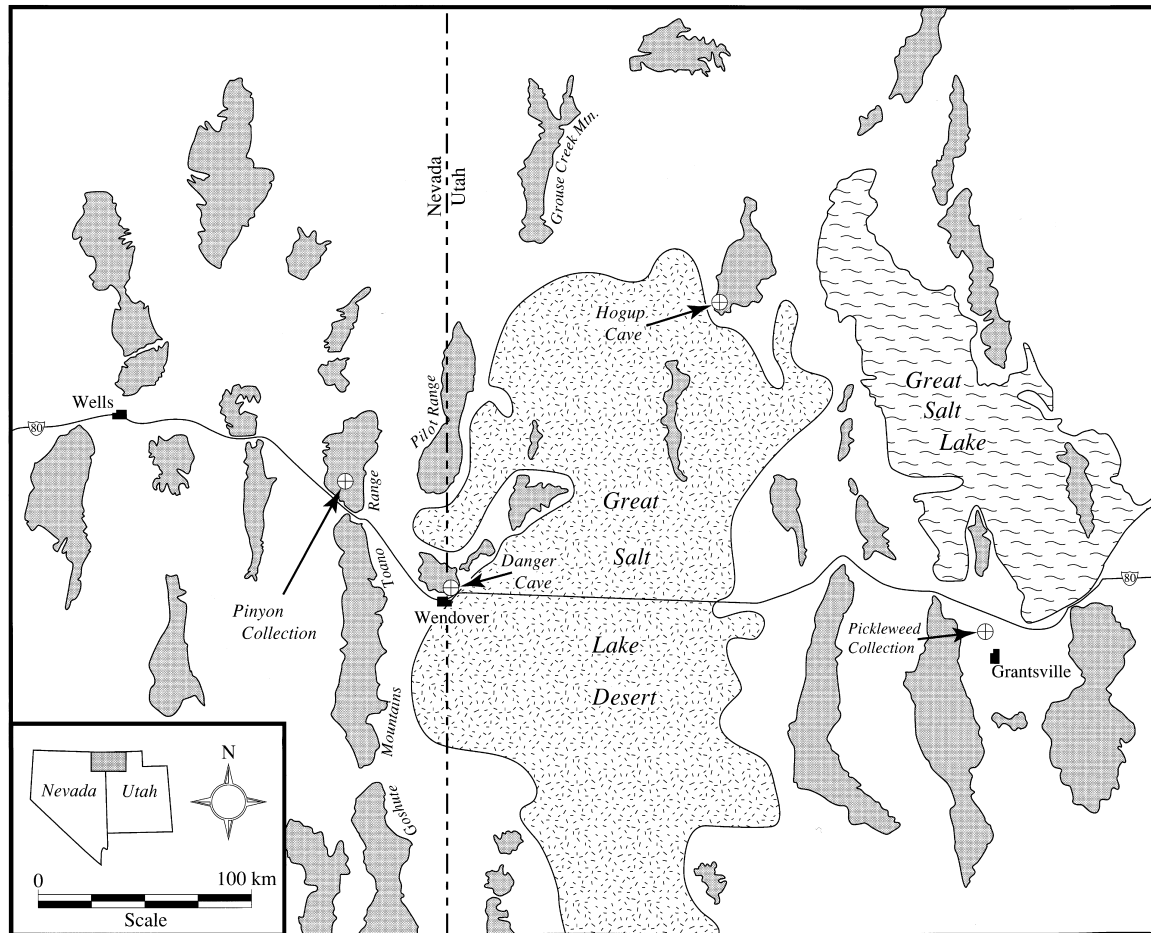 Grouse Creek Mtn.
Nevada
Utah
Hogup
Cave
Pilot Range
Wells
80
Great
Salt
Lake
Range
Toano
Great
Salt
Lake
Desert
Danger
Cave
Pinyon
Collection
Wendover
80
Pickleweed
Collection
Grantsville
Mountains
Goshute
N
Nevada
Utah
0
100 km
Scale